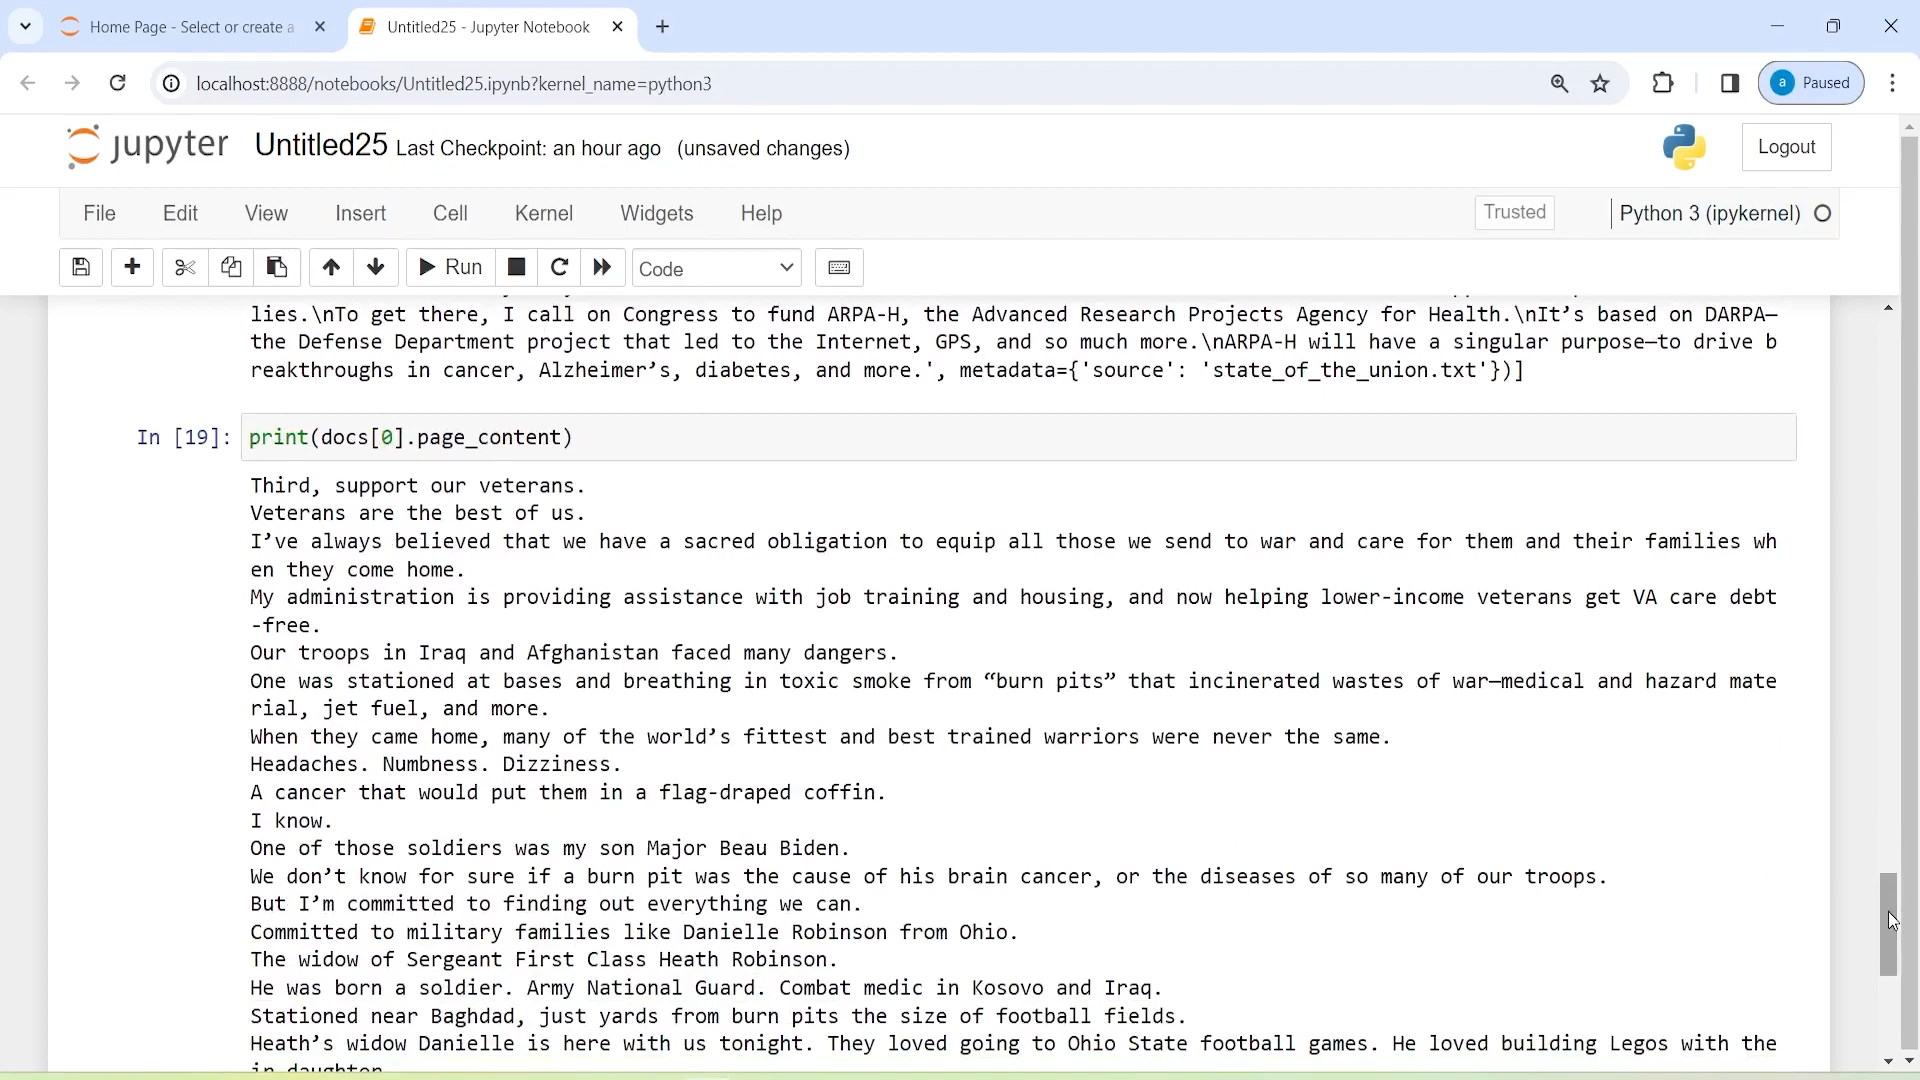 Home Page - Select or create a
Untitled25 - Jupyter Notebook
localhost:8888/notebooks/Untitled25.ipynb?kernel_name=python3
a Paused
jupyter Untitled25 Last Checkpoint: an hour ago (unsaved changes)
Logout
File Edit View Insert Cell Kernel Widgets Help
Trusted
Python 3 (ipykernel)
Run
Code
lies.\nTo get there, I call on Congress to fund ARPA-H, the Advanced Research Projects Agency for Health.\nIt’s based on DARPA—
the Defense Department project that led to the Internet, GPS, and so much more.\nARPA-H will have a singular purpose—to drive b
reakthroughs in cancer, Alzheimer’s, diabetes, and more.', metadata={'source': 'state_of_the_union.txt'})]
In [19]: print(docs[0].page_content)
Third, support our veterans.
Veterans are the best of us.
I’ve always believed that we have a sacred obligation to equip all those we send to war and care for them and their families wh
en they come home.
My administration is providing assistance with job training and housing, and now helping lower-income veterans get VA care debt
-free.
Our troops in Iraq and Afghanistan faced many dangers.
One was stationed at bases and breathing in toxic smoke from “burn pits” that incinerated wastes of war—medical and hazard mate
rial, jet fuel, and more.
When they came home, many of the world’s fittest and best trained warriors were never the same.
Headaches. Numbness. Dizziness.
A cancer that would put them in a flag-draped coffin.
I know.
One of those soldiers was my son Major Beau Biden.
We don’t know for sure if a burn pit was the cause of his brain cancer, or the diseases of so many of our troops.
But I’m committed to finding out everything we can.
Committed to military families like Danielle Robinson from Ohio.
The widow of Sergeant First Class Heath Robinson.
He was born a soldier. Army National Guard. Combat medic in Kosovo and Iraq.
Stationed near Baghdad, just yards from burn pits the size of football fields.
Heath’s widow Danielle is here with us tonight. They loved going to Ohio State football games. He loved building Legos with the
ir daughter.